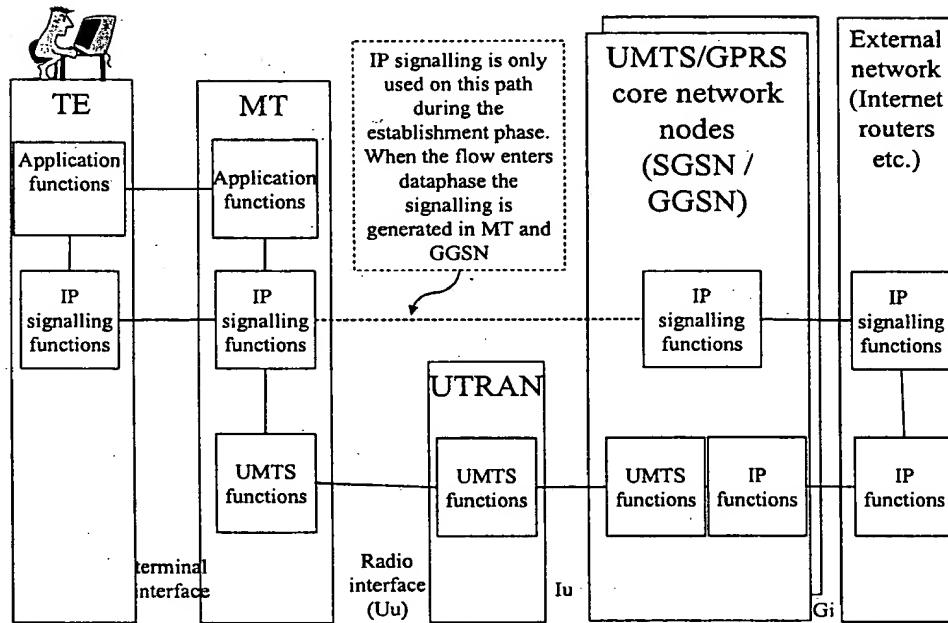 TE
Application
functions
IP
signalling
functions
MT
Application
functions
IP
signalling
functions
UMTS
functions
IP signalling is only
used on this path
during the
establishment phase.
When the flow enters
dataphase the
signalling is
generated in MT and
GGSN
UTRAN
UMTS
functions
UMTS/GPRS
core network
nodes
(SGSN /
GGSN)
IP
signalling
functions
UMTS
functions
IP
functions
External
network
(Internet
routers
etc.)
IP
signalling
functions
IP
functions
terminal
interface
Radio
interface
(Uu)
Iu
Gi